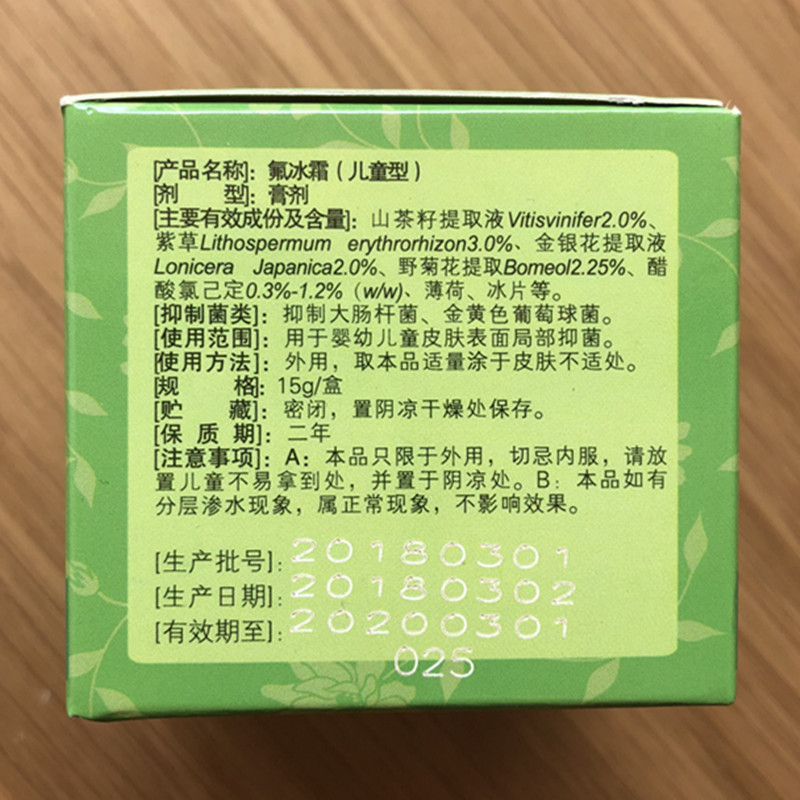 [产品名称]：氟冰霜（儿童型）
[剂 型]：膏剂
[主要有效成份及含量]：山茶籽提取液Vitisvinifer2.0%、
紫草Lithospermum erythrorhizon3.0%、金银花提取液
Lonicera Japanica2.0%、野菊花提取Bomeol2.25%、醋
酸氯己定0.3%-1.2%（w/w）、薄荷、冰片等。
[抑制菌类]：抑制大肠杆菌、金黄色葡萄球菌。
[使用范围]：用于婴幼儿童皮肤表面局部抑菌。
[使用方法]：外用，取本品适量涂于皮肤不适处。
[规 格]：15g/盒
[贮 藏]：密闭，置阴凉干燥处保存。
[保 质 期]：二年
[注意事项]：A：本品只限于外用，切忌内服，请放
置儿童不易拿到处，并置于阴凉处。B：本品如有
分层渗水现象，属正常现象，不影响效果。
[生产批号]：20180301
[生产日期]：20180302
[有效期至]：20200301
025